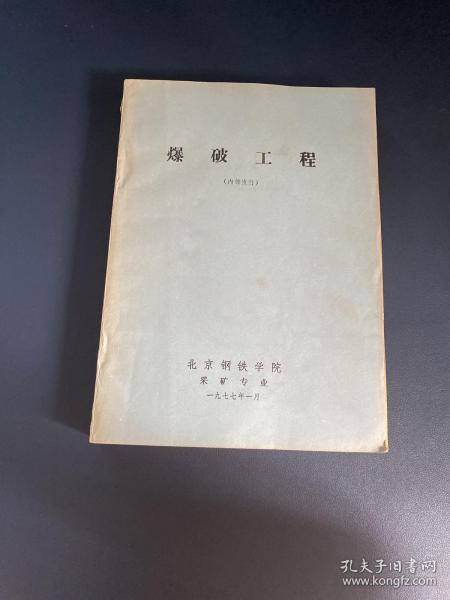 爆破工程
(内部发行)
北京钢铁学院
采矿专业
一九七七年一月
孔夫子旧书网
www.kongfz.com